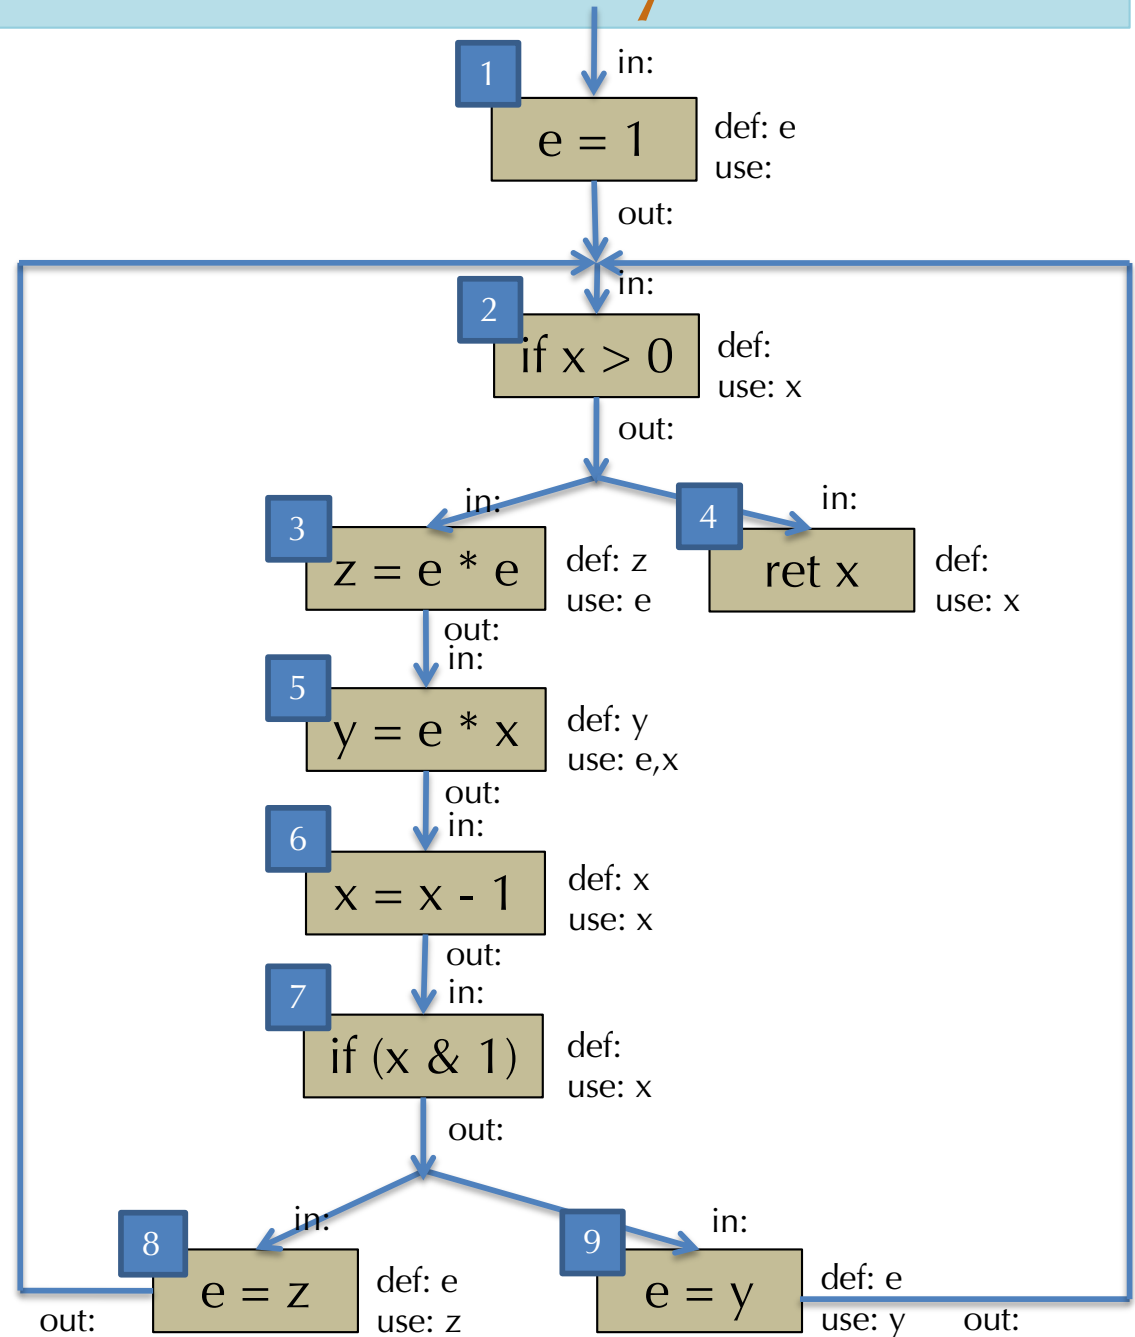 1
in:
e = 1
def: e
use:
out:
in:
2
if x > 0
def:
use: x
out:
in:
3
z = e * e
def: z
use: e
out:
4
in:
ret x
def:
use: x
in:
5
y = e * x
def: y
use: e,x
out:
in:
6
x = x - 1
def: x
use: x
out:
in:
7
if (x & 1)
def:
use: x
out:
in:
8
e = z
def: e
use: z
out:
in:
9
e = y
def: e
use: y
out: